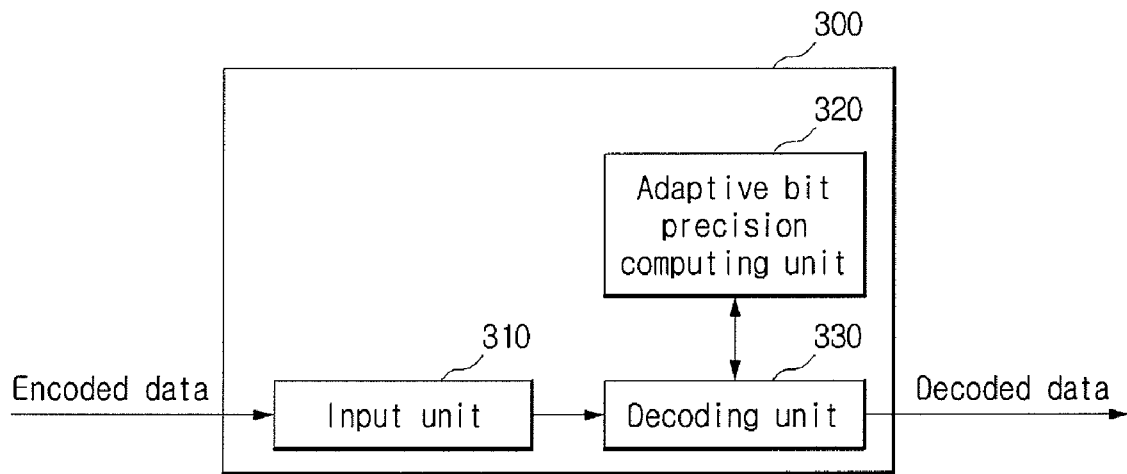 300
320
Adaptive bit
precision
computing unit
310
330
Encoded data
Input unit
Decoding unit
Decoded data